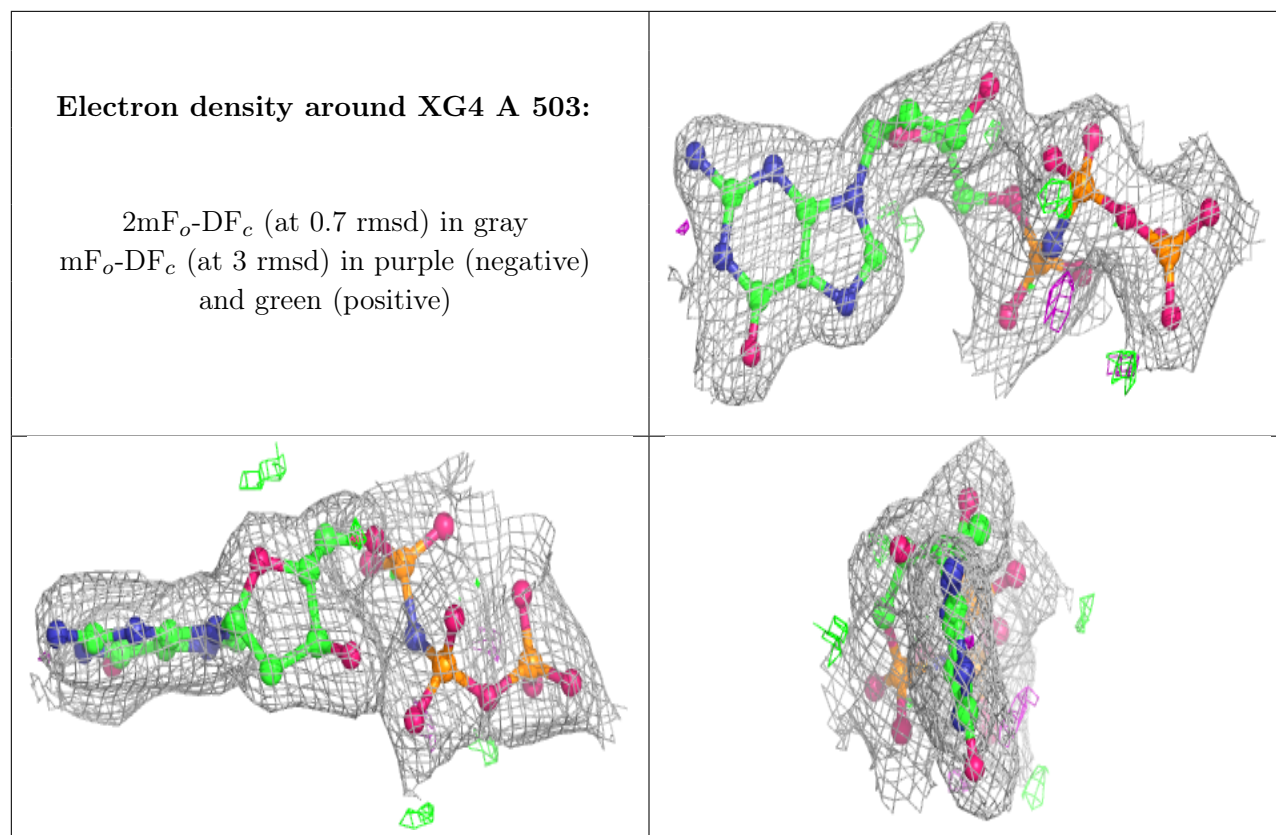 Electron density around XG4 A 503:
2mFo-DFc (at 0.7 rmsd) in gray
mFo-DFc (at 3 rmsd) in purple (negative)
and green (positive)